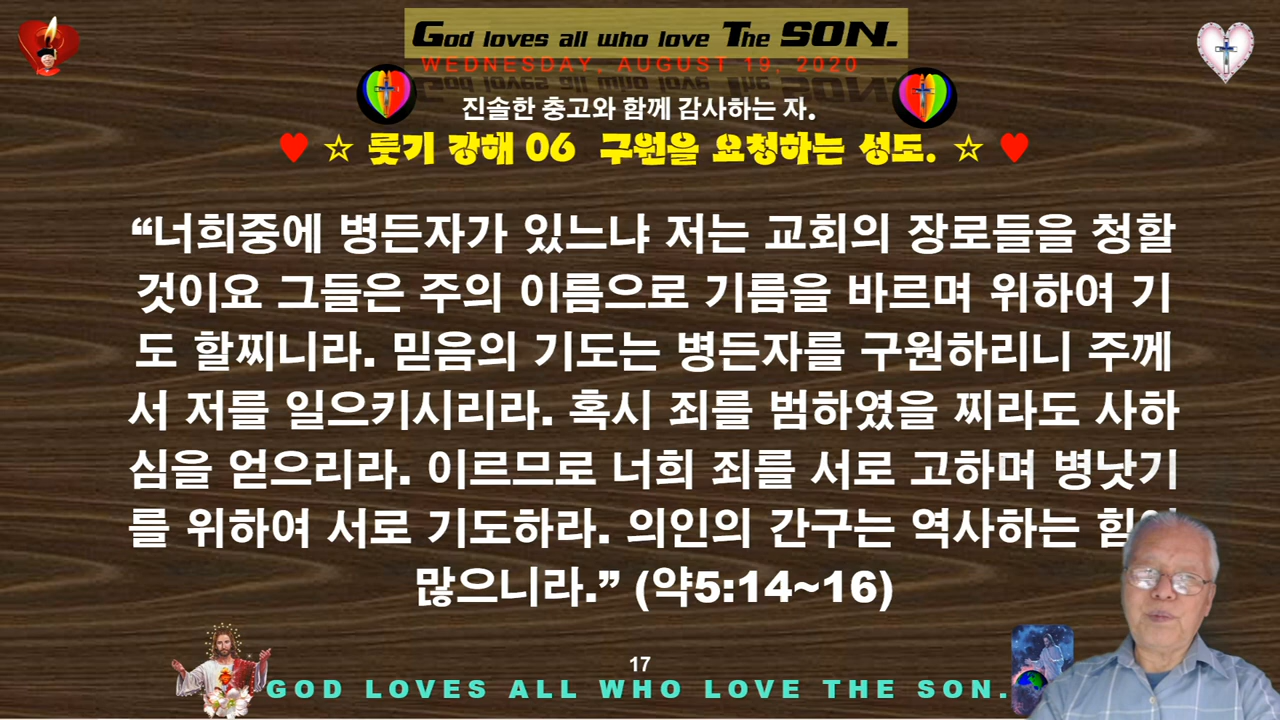 God loves all who love The SON.
WEDNESDAY, AUGUST 19, 2020
진솔한 충고와 함께 감사하는 자.
♥ ☆ 룻기 강해 06 구원을 요청하는 성도. ☆ ♥
“너희중에 병든자가 있느냐 저는 교회의 장로들을 청할
것이요 그들은 주의 이름으로 기름을 바르며 위하여 기
도 할찌니라. 믿음의 기도는 병든자를 구원하리니 주께
서 저를 일으키시리라. 혹시 죄를 범하였을 찌라도 사하
심을 얻으리라. 이르므로 너희 죄를 서로 고하며 병낫기
를 위하여 서로 기도하라. 의인의 간구는 역사하는 힘이
많으니라.” (약5:14~16)
17
GOD LOVES ALL WHO LOVE THE SON.